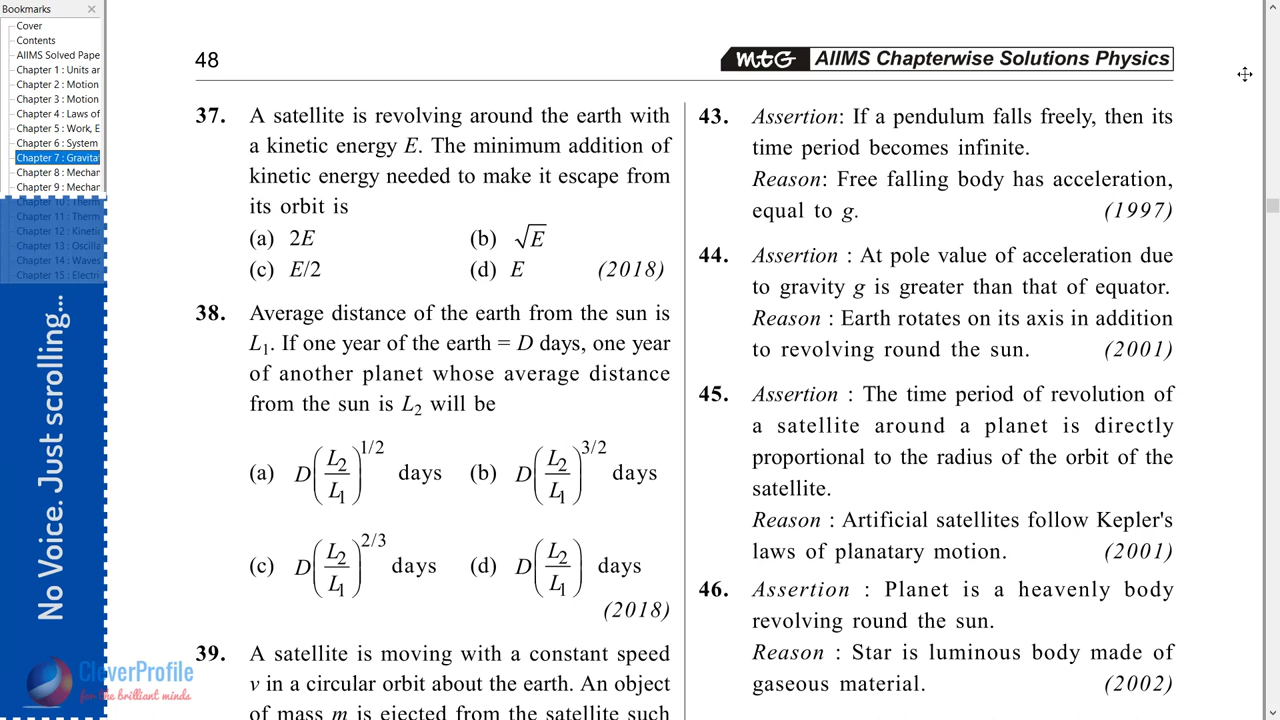 Bookmarks
Cover
Contents
AIIMS Solved Pape
Chapter 1 : Units ar
Chapter 2 : Motion
Chapter 3 : Motion
Chapter 4 : Laws of
Chapter 5 : Work, E
Chapter 6 : System
Chapter 7 : Gravitat
Chapter 8 : Mechan
Chapter 9 : Mechan
Chapter 10 : Therm
Chapter 11 : Therm
Chapter 12 : Kinetic
Chapter 13 : Oscilla
Chapter 14 : Waves
Chapter 15 : Electri
No Voice. Just scrolling...
CleverProfile
for the brilliant minds
48
mtG AIIMS Chapterwise Solutions Physics
37. A satellite is revolving around the earth with
a kinetic energy E. The minimum addition of
kinetic energy needed to make it escape from
its orbit is
(a) 2E (b) √E
(c) E/2 (d) E (2018)
38. Average distance of the earth from the sun is
L₁. If one year of the earth = D days, one year
of another planet whose average distance
from the sun is L₂ will be
(a) D(L₂/L₁)^1/2 days (b) D(L₂/L₁)^3/2 days
(c) D(L₂/L₁)^2/3 days (d) D(L₂/L₁) days
(2018)
39. A satellite is moving with a constant speed
v in a circular orbit about the earth. An object
of mass m is ejected from the satellite such
43. Assertion: If a pendulum falls freely, then its
time period becomes infinite.
Reason: Free falling body has acceleration,
equal to g. (1997)
44. Assertion : At pole value of acceleration due
to gravity g is greater than that of equator.
Reason : Earth rotates on its axis in addition
to revolving round the sun. (2001)
45. Assertion : The time period of revolution of
a satellite around a planet is directly
proportional to the radius of the orbit of the
satellite.
Reason : Artificial satellites follow Kepler's
laws of planatary motion. (2001)
46. Assertion : Planet is a heavenly body
revolving round the sun.
Reason : Star is luminous body made of
gaseous material. (2002)